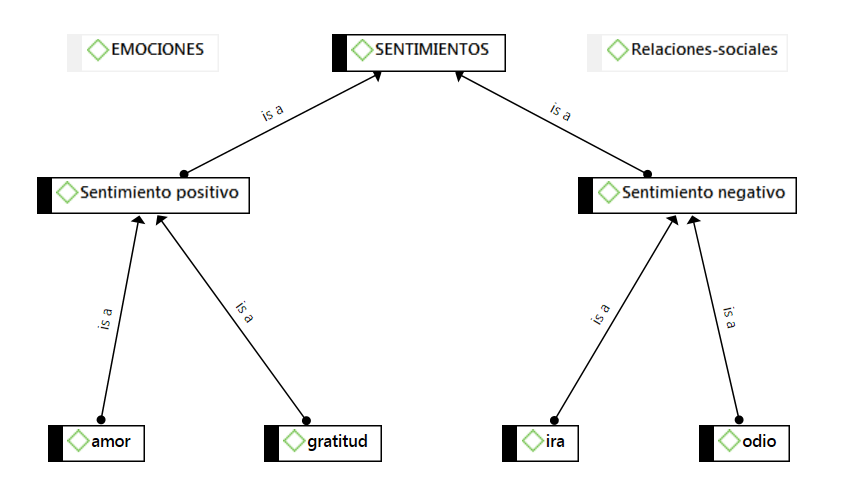 EMOCIONES
SENTIMIENTOS
Relaciones-sociales
is a
is a
Sentimiento positivo
Sentimiento negativo
is a
is a
is a
is a
amor
gratitud
ira
odio